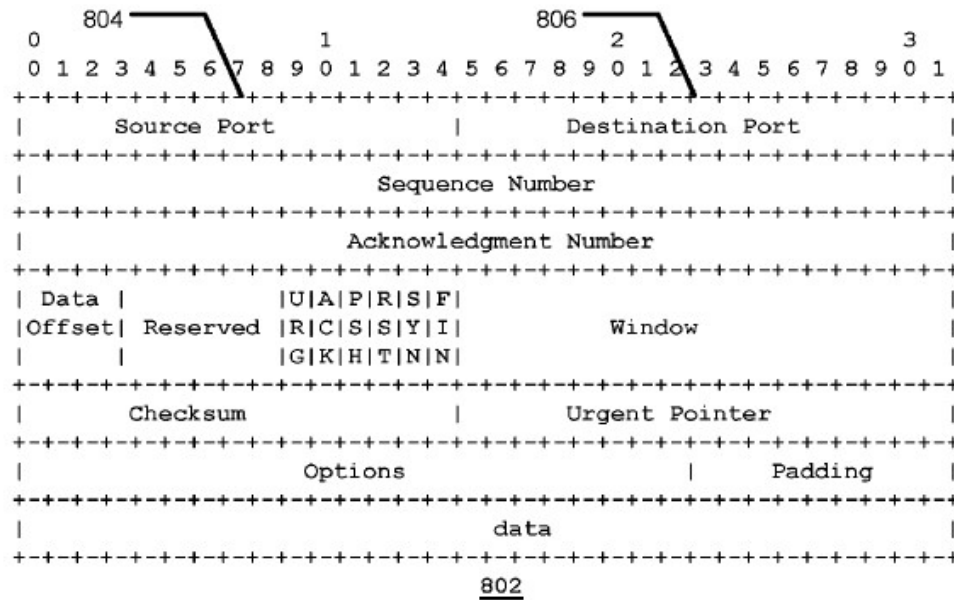 804 806
0 1 2 3
0 1 2 3 4 5 6 7 8 9 0 1 2 3 4 5 6 7 8 9 0 1 2 3 4 5 6 7 8 9 0 1
+-+-+-+-+-+-+-+-+-+-+-+-+-+-+-+-+-+-+-+-+-+-+-+-+-+-+-+-+-+-+-+-+
| Source Port | Destination Port |
+-+-+-+-+-+-+-+-+-+-+-+-+-+-+-+-+-+-+-+-+-+-+-+-+-+-+-+-+-+-+-+-+
| Sequence Number |
+-+-+-+-+-+-+-+-+-+-+-+-+-+-+-+-+-+-+-+-+-+-+-+-+-+-+-+-+-+-+-+-+
| Acknowledgment Number |
+-+-+-+-+-+-+-+-+-+-+-+-+-+-+-+-+-+-+-+-+-+-+-+-+-+-+-+-+-+-+-+-+
| Data | |U|A|P|R|S|F| |
|Offset| Reserved |R|C|S|S|Y|I| Window |
| | |G|K|H|T|N|N| |
+-+-+-+-+-+-+-+-+-+-+-+-+-+-+-+-+-+-+-+-+-+-+-+-+-+-+-+-+-+-+-+-+
| Checksum | Urgent Pointer |
+-+-+-+-+-+-+-+-+-+-+-+-+-+-+-+-+-+-+-+-+-+-+-+-+-+-+-+-+-+-+-+-+
| Options | Padding |
+-+-+-+-+-+-+-+-+-+-+-+-+-+-+-+-+-+-+-+-+-+-+-+-+-+-+-+-+-+-+-+-+
| data |
+-+-+-+-+-+-+-+-+-+-+-+-+-+-+-+-+-+-+-+-+-+-+-+-+-+-+-+-+-+-+-+-+
802